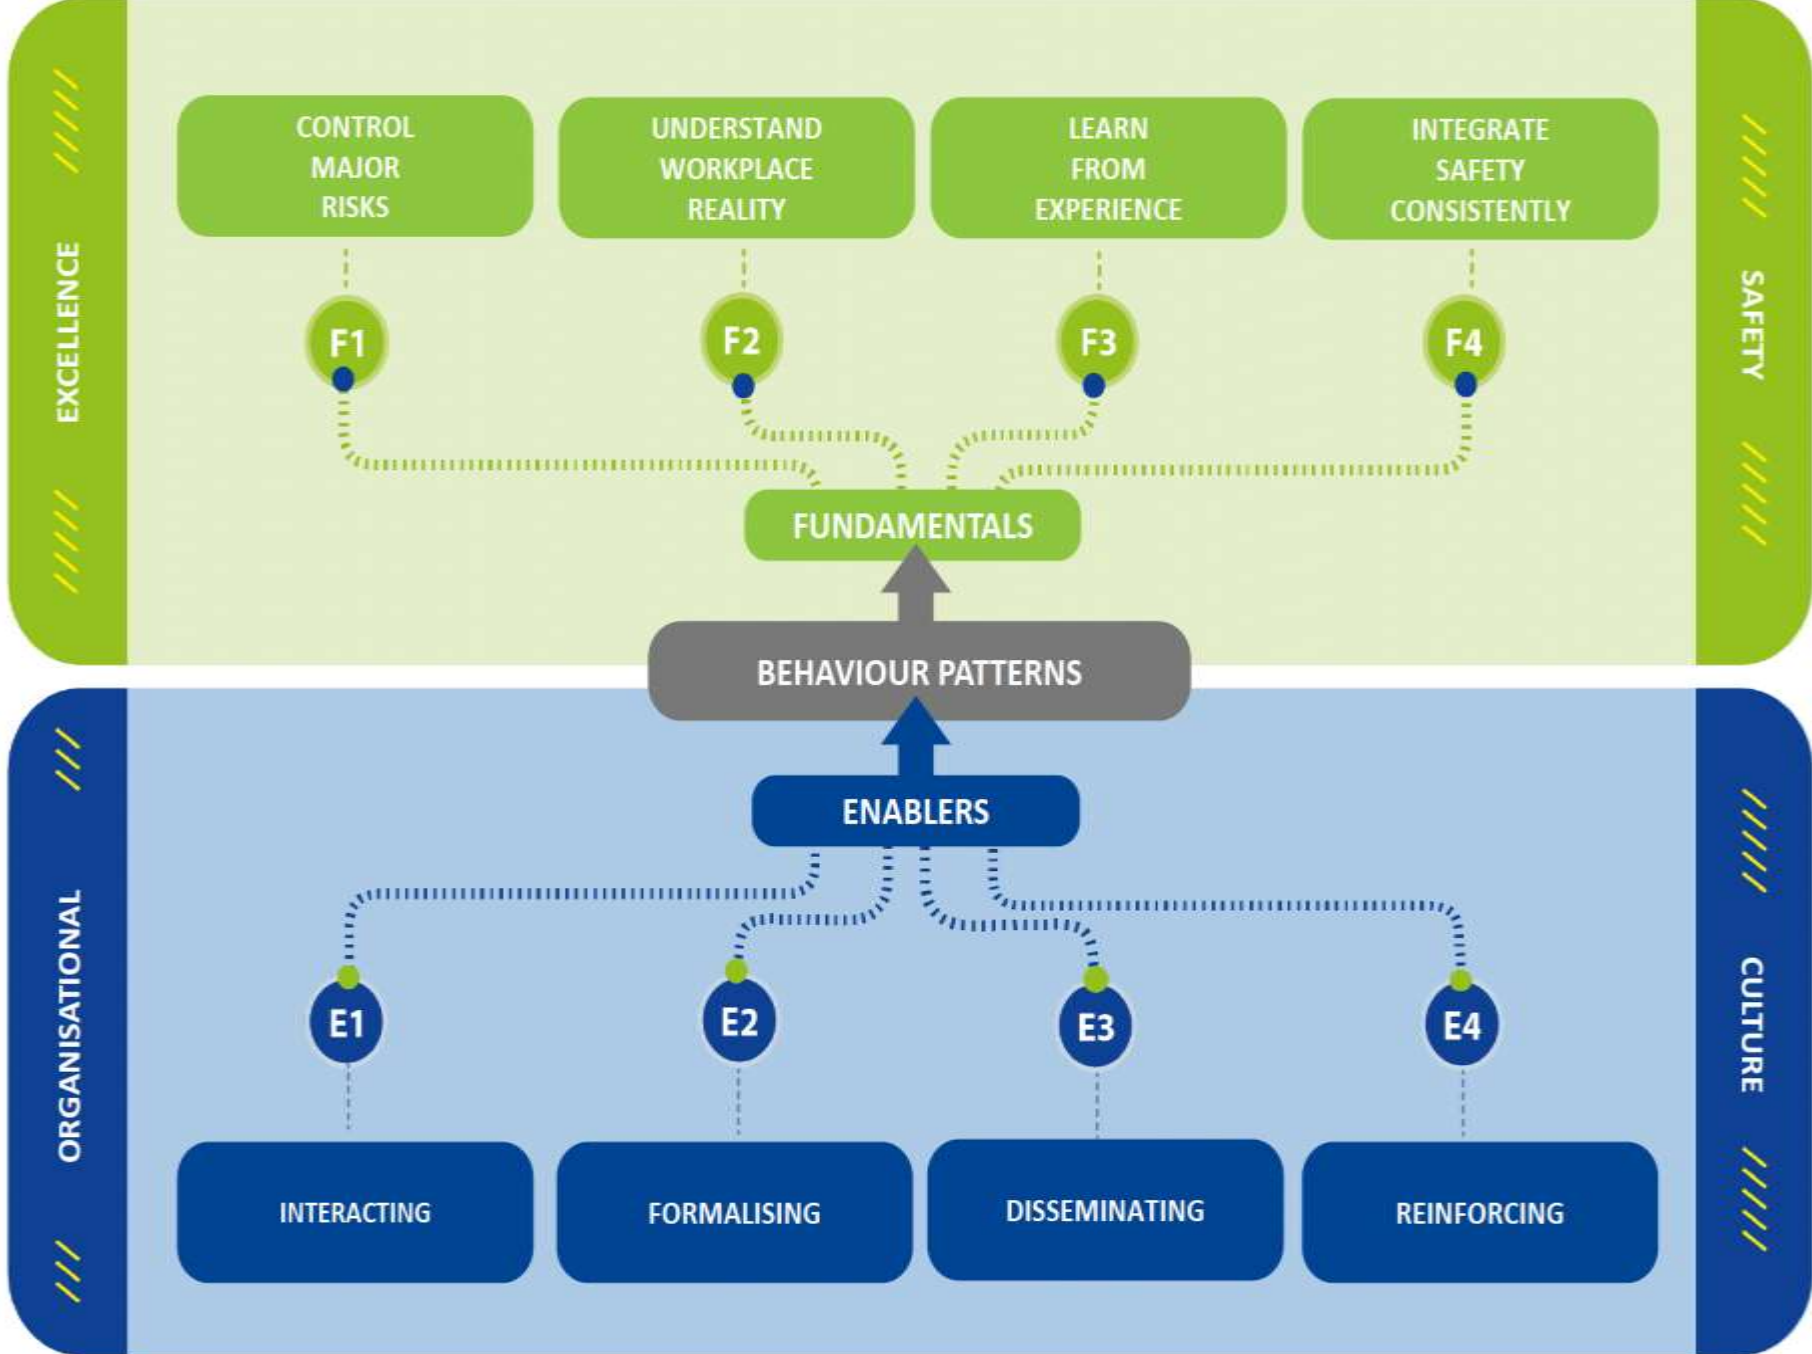 EXCELLENCE
SAFETY
CONTROL
MAJOR
RISKS
UNDERSTAND
WORKPLACE
REALITY
LEARN
FROM
EXPERIENCE
INTEGRATE
SAFETY
CONSISTENTLY
F1
F2
F3
F4
FUNDAMENTALS
BEHAVIOUR PATTERNS
ENABLERS
ORGANISATIONAL
CULTURE
E1
E2
E3
E4
INTERACTING
FORMALISING
DISSEMINATING
REINFORCING